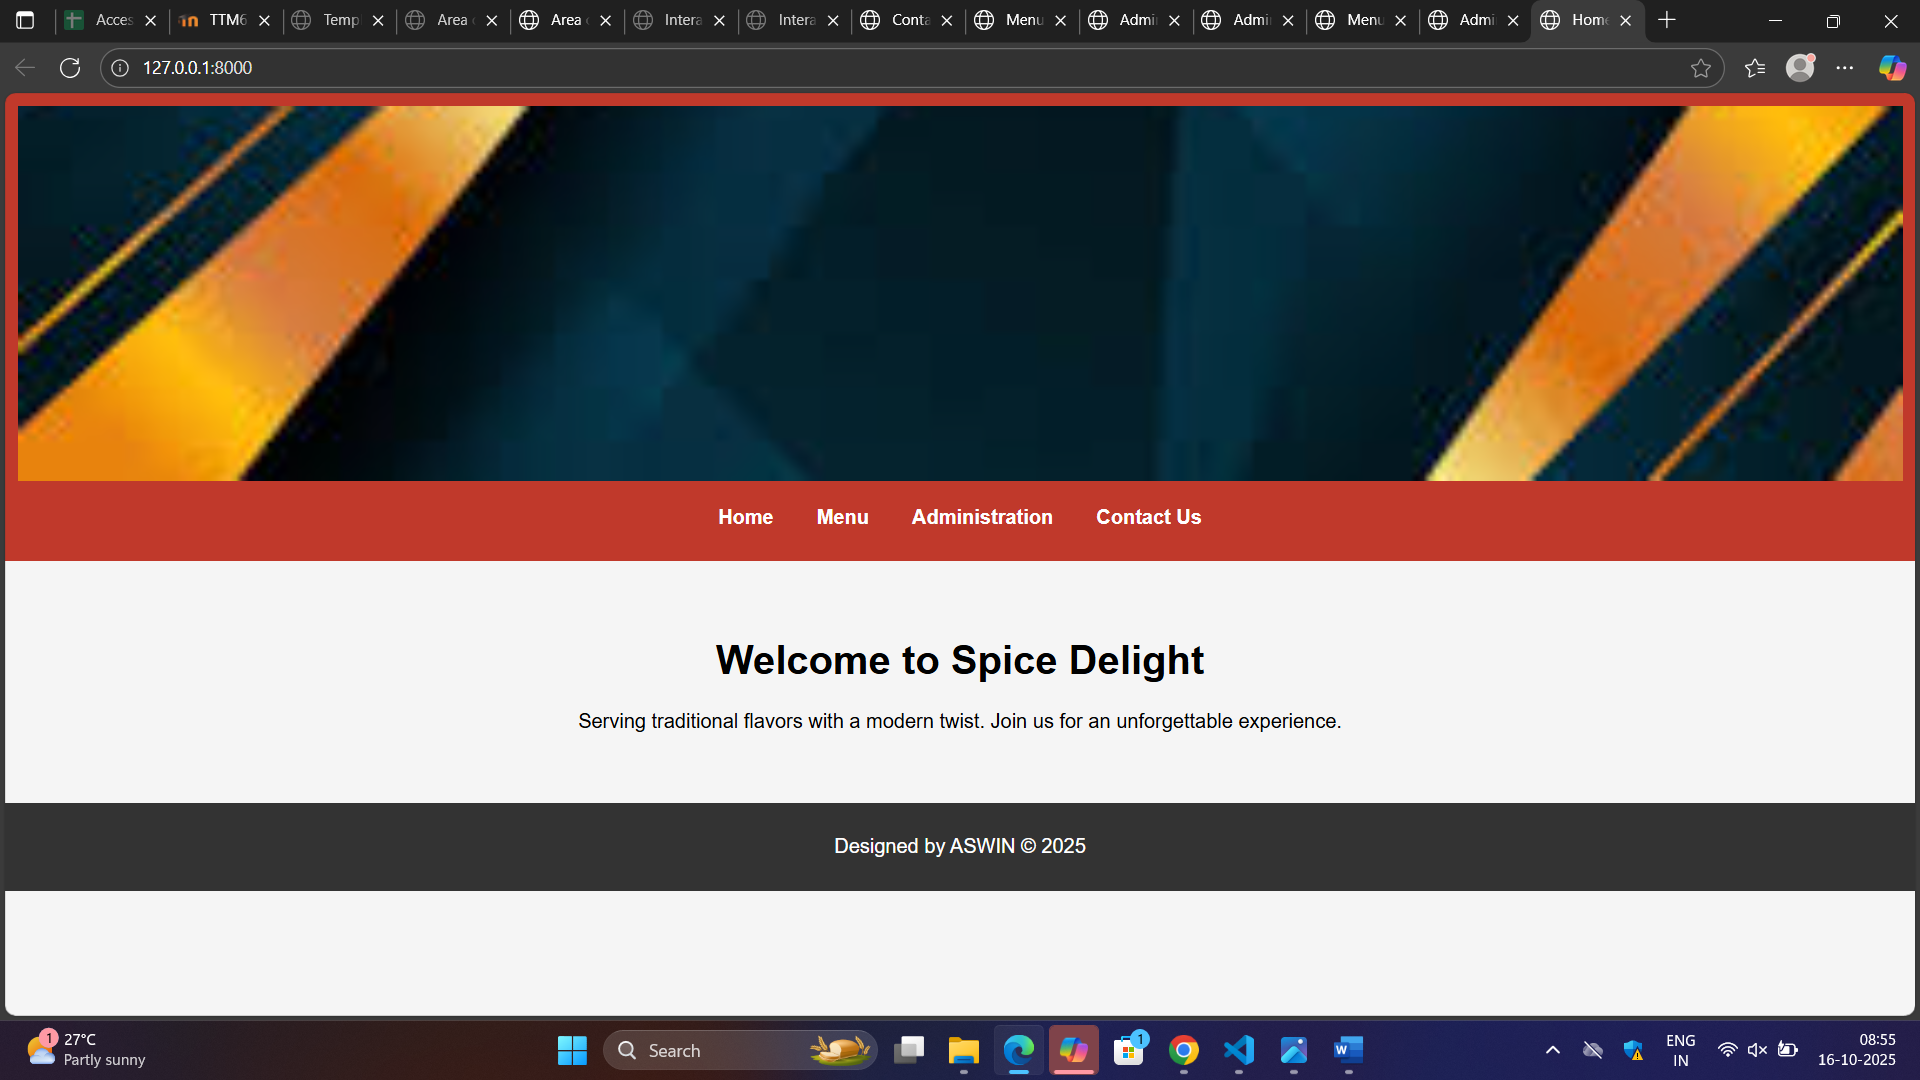 Acces
TTM6
Templ
Area
Area
Intera
Intera
Conta
Menu
Admi
Admi
Menu
Admi
Home
127.0.0.1:8000
Home Menu Administration Contact Us
Welcome to Spice Delight
Serving traditional flavors with a modern twist. Join us for an unforgettable experience.
Designed by ASWIN © 2025
1
27°C
Partly sunny
Search
1
W
ENG
IN
08:55
16-10-2025